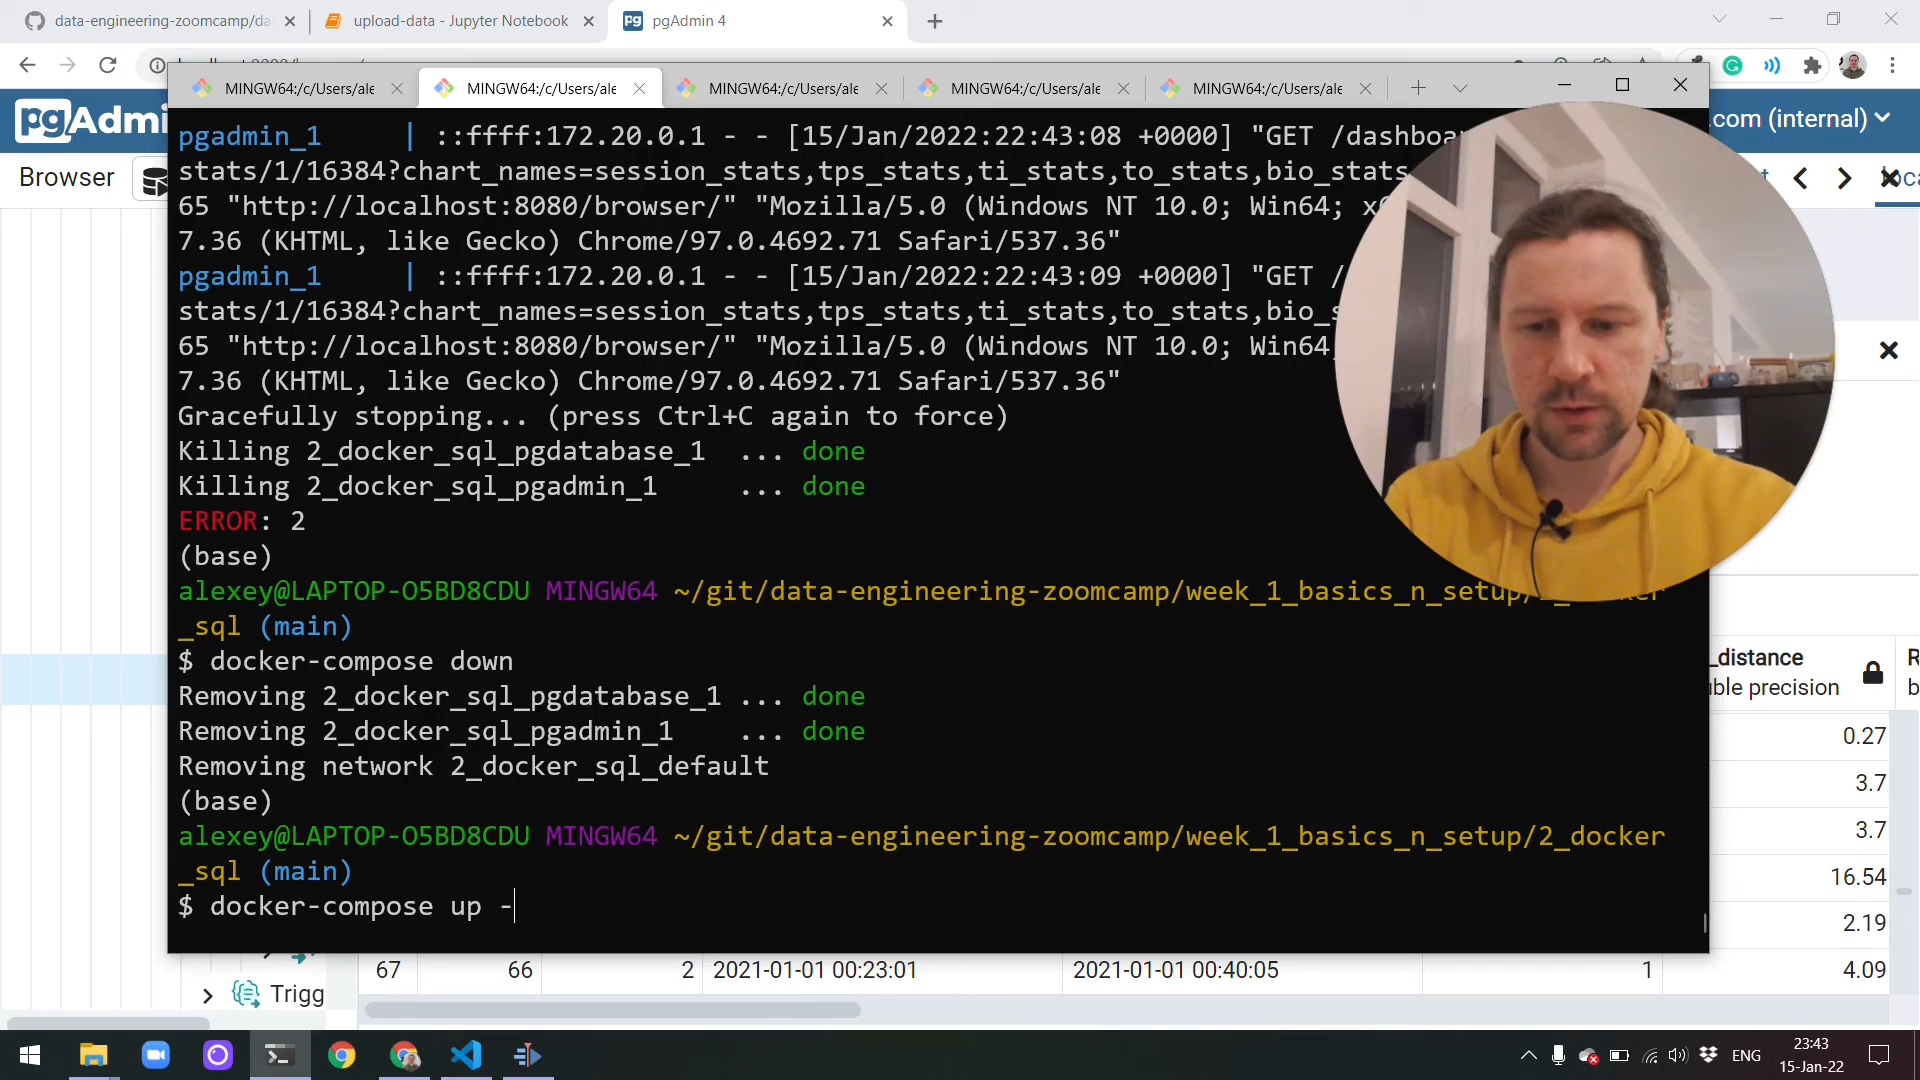 data-engineering-zoomcamp/da
upload-data - Jupyter Notebook
pgAdmin 4
MINGW64:/c/Users/ale
MINGW64:/c/Users/ale
MINGW64:/c/Users/ale
MINGW64:/c/Users/ale
MINGW64:/c/Users/ale
pgAdmi
.com (internal)
Browser
pgadmin_1 | ::ffff:172.20.0.1 - - [15/Jan/2022:22:43:08 +0000] "GET /dashboa
stats/1/16384?chart_names=session_stats,tps_stats,ti_stats,to_stats,bio_stats
65 "http://localhost:8080/browser/" "Mozilla/5.0 (Windows NT 10.0; Win64; x
7.36 (KHTML, like Gecko) Chrome/97.0.4692.71 Safari/537.36"
pgadmin_1 | ::ffff:172.20.0.1 - - [15/Jan/2022:22:43:09 +0000] "GET /
stats/1/16384?chart_names=session_stats,tps_stats,ti_stats,to_stats,bio_s
65 "http://localhost:8080/browser/" "Mozilla/5.0 (Windows NT 10.0; Win64
7.36 (KHTML, like Gecko) Chrome/97.0.4692.71 Safari/537.36"
Gracefully stopping... (press Ctrl+C again to force)
Killing 2_docker_sql_pgdatabase_1 ... done
Killing 2_docker_sql_pgadmin_1 ... done
ERROR: 2
(base)
alexey@LAPTOP-O5BD8CDU MINGW64 ~/git/data-engineering-zoomcamp/week_1_basics_n_setup/2_docker
_sql (main)
$ docker-compose down
Removing 2_docker_sql_pgdatabase_1 ... done
Removing 2_docker_sql_pgadmin_1 ... done
Removing network 2_docker_sql_default
(base)
alexey@LAPTOP-O5BD8CDU MINGW64 ~/git/data-engineering-zoomcamp/week_1_basics_n_setup/2_docker
_sql (main)
$ docker-compose up -
_distance
ble precision
R
b
0.27
3.7
3.7
16.54
2.19
67 66 2 2021-01-01 00:23:01 2021-01-01 00:40:05 1 4.09
Trigg
ENG
23:43
15-Jan-22